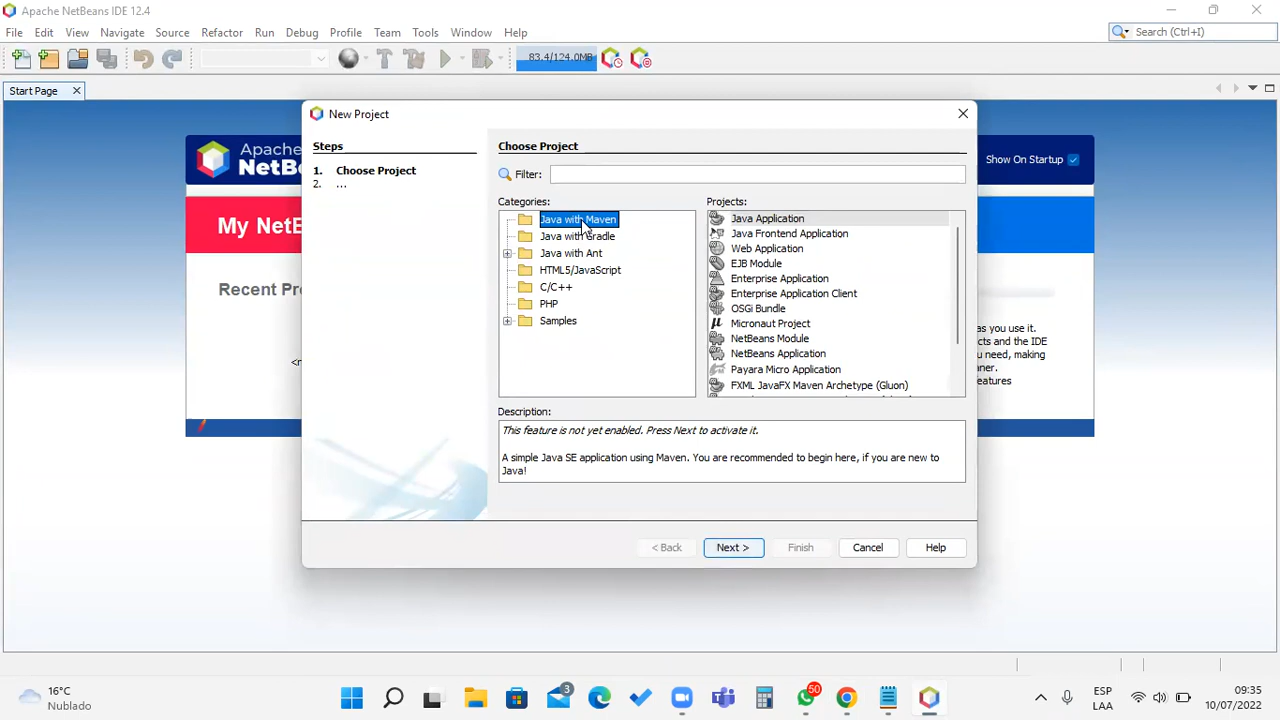 Apache NetBeans IDE 12.4
File Edit View Navigate Source Refactor Run Debug Profile Team Tools Window Help
Search (Ctrl+I)
83.4/124.0MB
Start Page
Apache
NetBe
Show On Startup
My NetB
Recent Pr
as you use it.
cts and the IDE
u need, making
nner.
eatures
New Project
Steps
1. Choose Project
2. ...
Choose Project
Filter:
Categories:
Java with Maven
Java with Gradle
Java with Ant
HTML5/JavaScript
C/C++
PHP
Samples
Projects:
Java Application
Java Frontend Application
Web Application
EJB Module
Enterprise Application
Enterprise Application Client
OSGi Bundle
Micronaut Project
NetBeans Module
NetBeans Application
Payara Micro Application
FXML JavaFX Maven Archetype (Gluon)
Description:
This feature is not yet enabled. Press Next to activate it.
A simple Java SE application using Maven. You are recommended to begin here, if you are new to
Java!
< Back Next > Finish Cancel Help
16°C
Nublado
3
60
ESP
LAA
09:35
10/07/2022